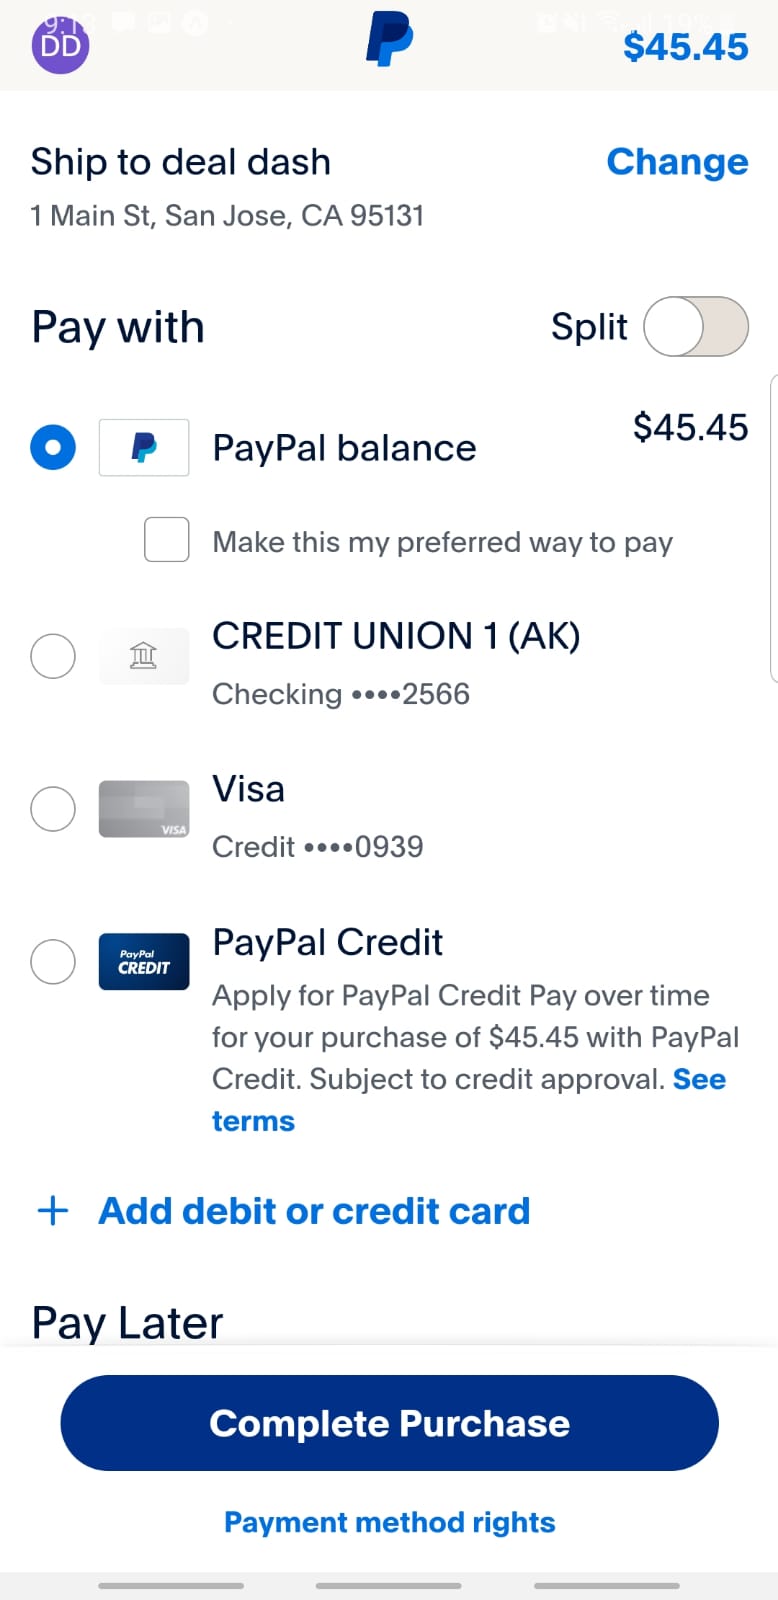 9:13
19%
DD
$45.45
Ship to deal dash
Change
1 Main St, San Jose, CA 95131
Pay with
Split
PayPal balance
$45.45
Make this my preferred way to pay
CREDIT UNION 1 (AK)
Checking ••••2566
Visa
VISA
Credit ••••0939
PayPal Credit
PayPal
CREDIT
Apply for PayPal Credit Pay over time
for your purchase of $45.45 with PayPal
Credit. Subject to credit approval. See
terms
+ Add debit or credit card
Pay Later
Complete Purchase
Payment method rights